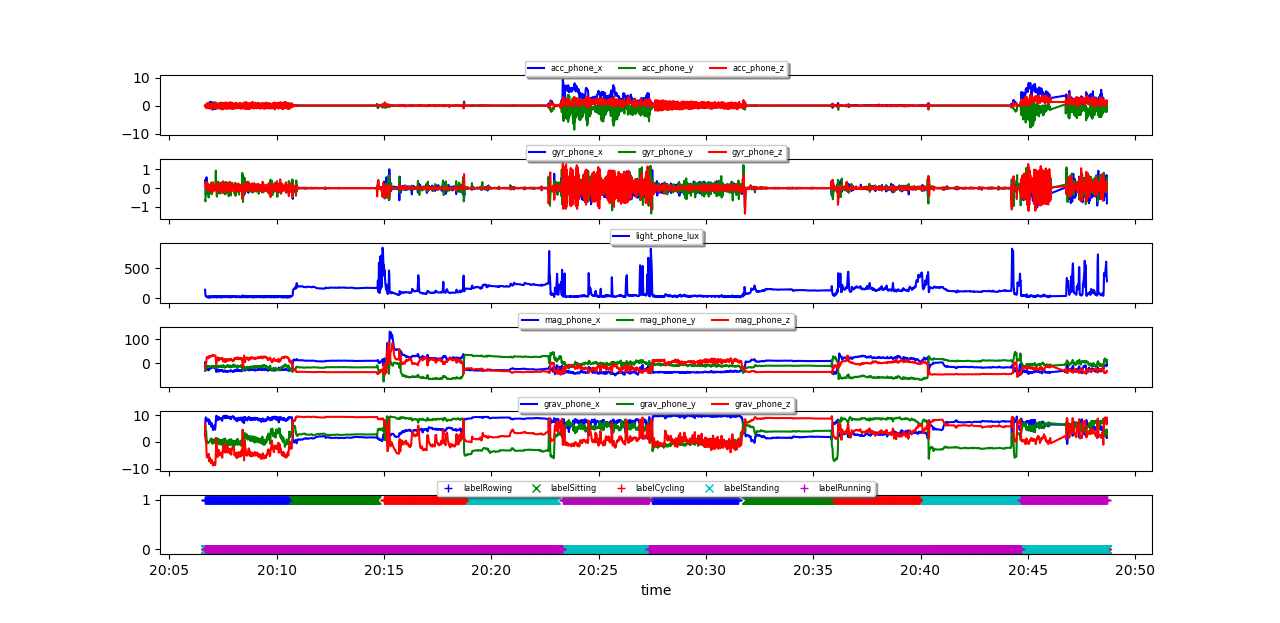 acc_phone_x acc_phone_y acc_phone_z
10
0
−10
gyr_phone_x gyr_phone_y gyr_phone_z
1
0
−1
light_phone_lux
500
0
mag_phone_x mag_phone_y mag_phone_z
100
0
grav_phone_x grav_phone_y grav_phone_z
10
0
−10
labelRowing labelSitting labelCycling labelStanding labelRunning
1
0
20:05 20:10 20:15 20:20 20:25 20:30 20:35 20:40 20:45 20:50
time